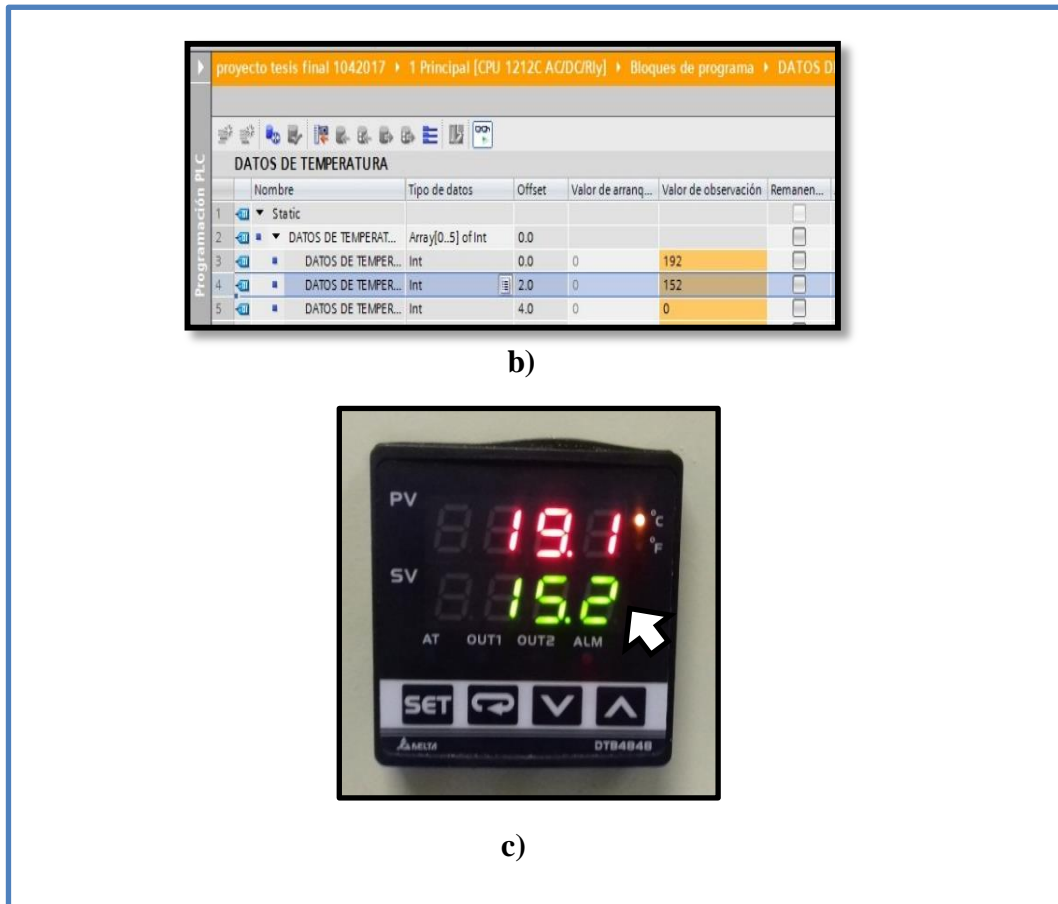 proyecto tesis final 1042017 ▸ 1 Principal [CPU 1212C AC/DC/Rly] ▸ Bloques de programa ▸ DATOS D
Programación PLC
DATOS DE TEMPERATURA
Nombre Tipo de datos Offset Valor de arranq... Valor de observación Remanen...
1 Static
2 DATOS DE TEMPERAT... Array[0..5] of Int 0.0
3 DATOS DE TEMPER... Int 0.0 0 192
4 DATOS DE TEMPER... Int 2.0 0 152
5 DATOS DE TEMPER... Int 4.0 0 0
b)
PV 19.1 °C
°F
SV 15.2
AT OUT1 OUT2 ALM
SET
DELTA DTB4848
c)